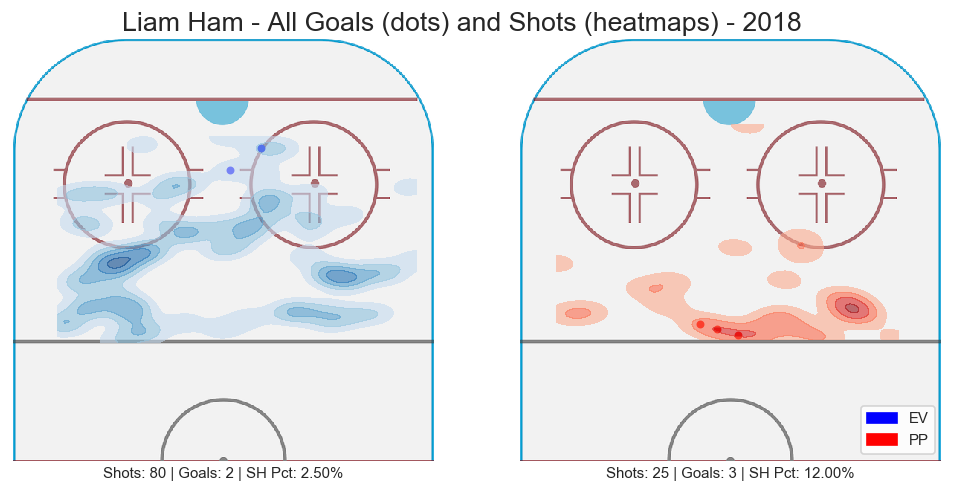 Liam Ham - All Goals (dots) and Shots (heatmaps) - 2018
EV
PP
Shots: 80 | Goals: 2 | SH Pct: 2.50%
Shots: 25 | Goals: 3 | SH Pct: 12.00%